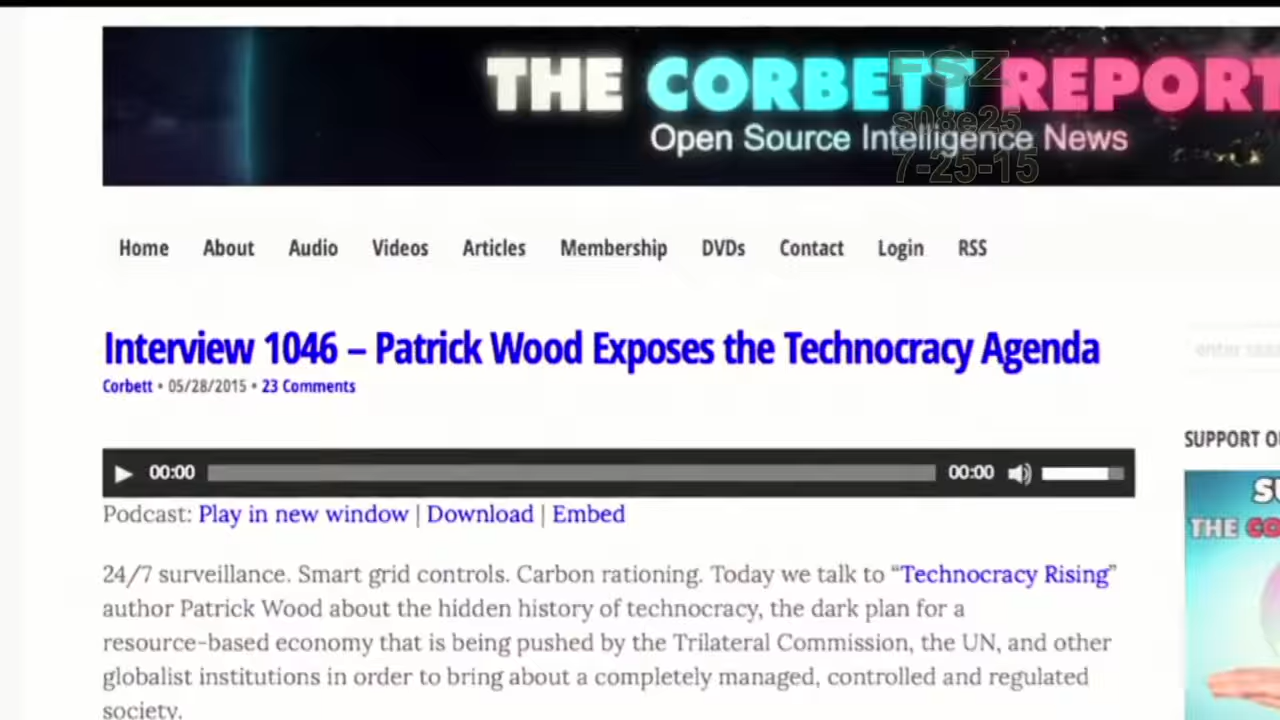 THE CORBETT REPORT
FSZ
s08e25
Open Source Intelligence News
7-25-15
Home About Audio Videos Articles Membership DVDs Contact Login RSS
Interview 1046 – Patrick Wood Exposes the Technocracy Agenda
Corbett • 05/28/2015 • 23 Comments
enter
SUPPORT
00:00 00:00
Podcast: Play in new window | Download | Embed
THE
24/7 surveillance. Smart grid controls. Carbon rationing. Today we talk to “Technocracy Rising”
author Patrick Wood about the hidden history of technocracy, the dark plan for a
resource-based economy that is being pushed by the Trilateral Commission, the UN, and other
globalist institutions in order to bring about a completely managed, controlled and regulated
society.